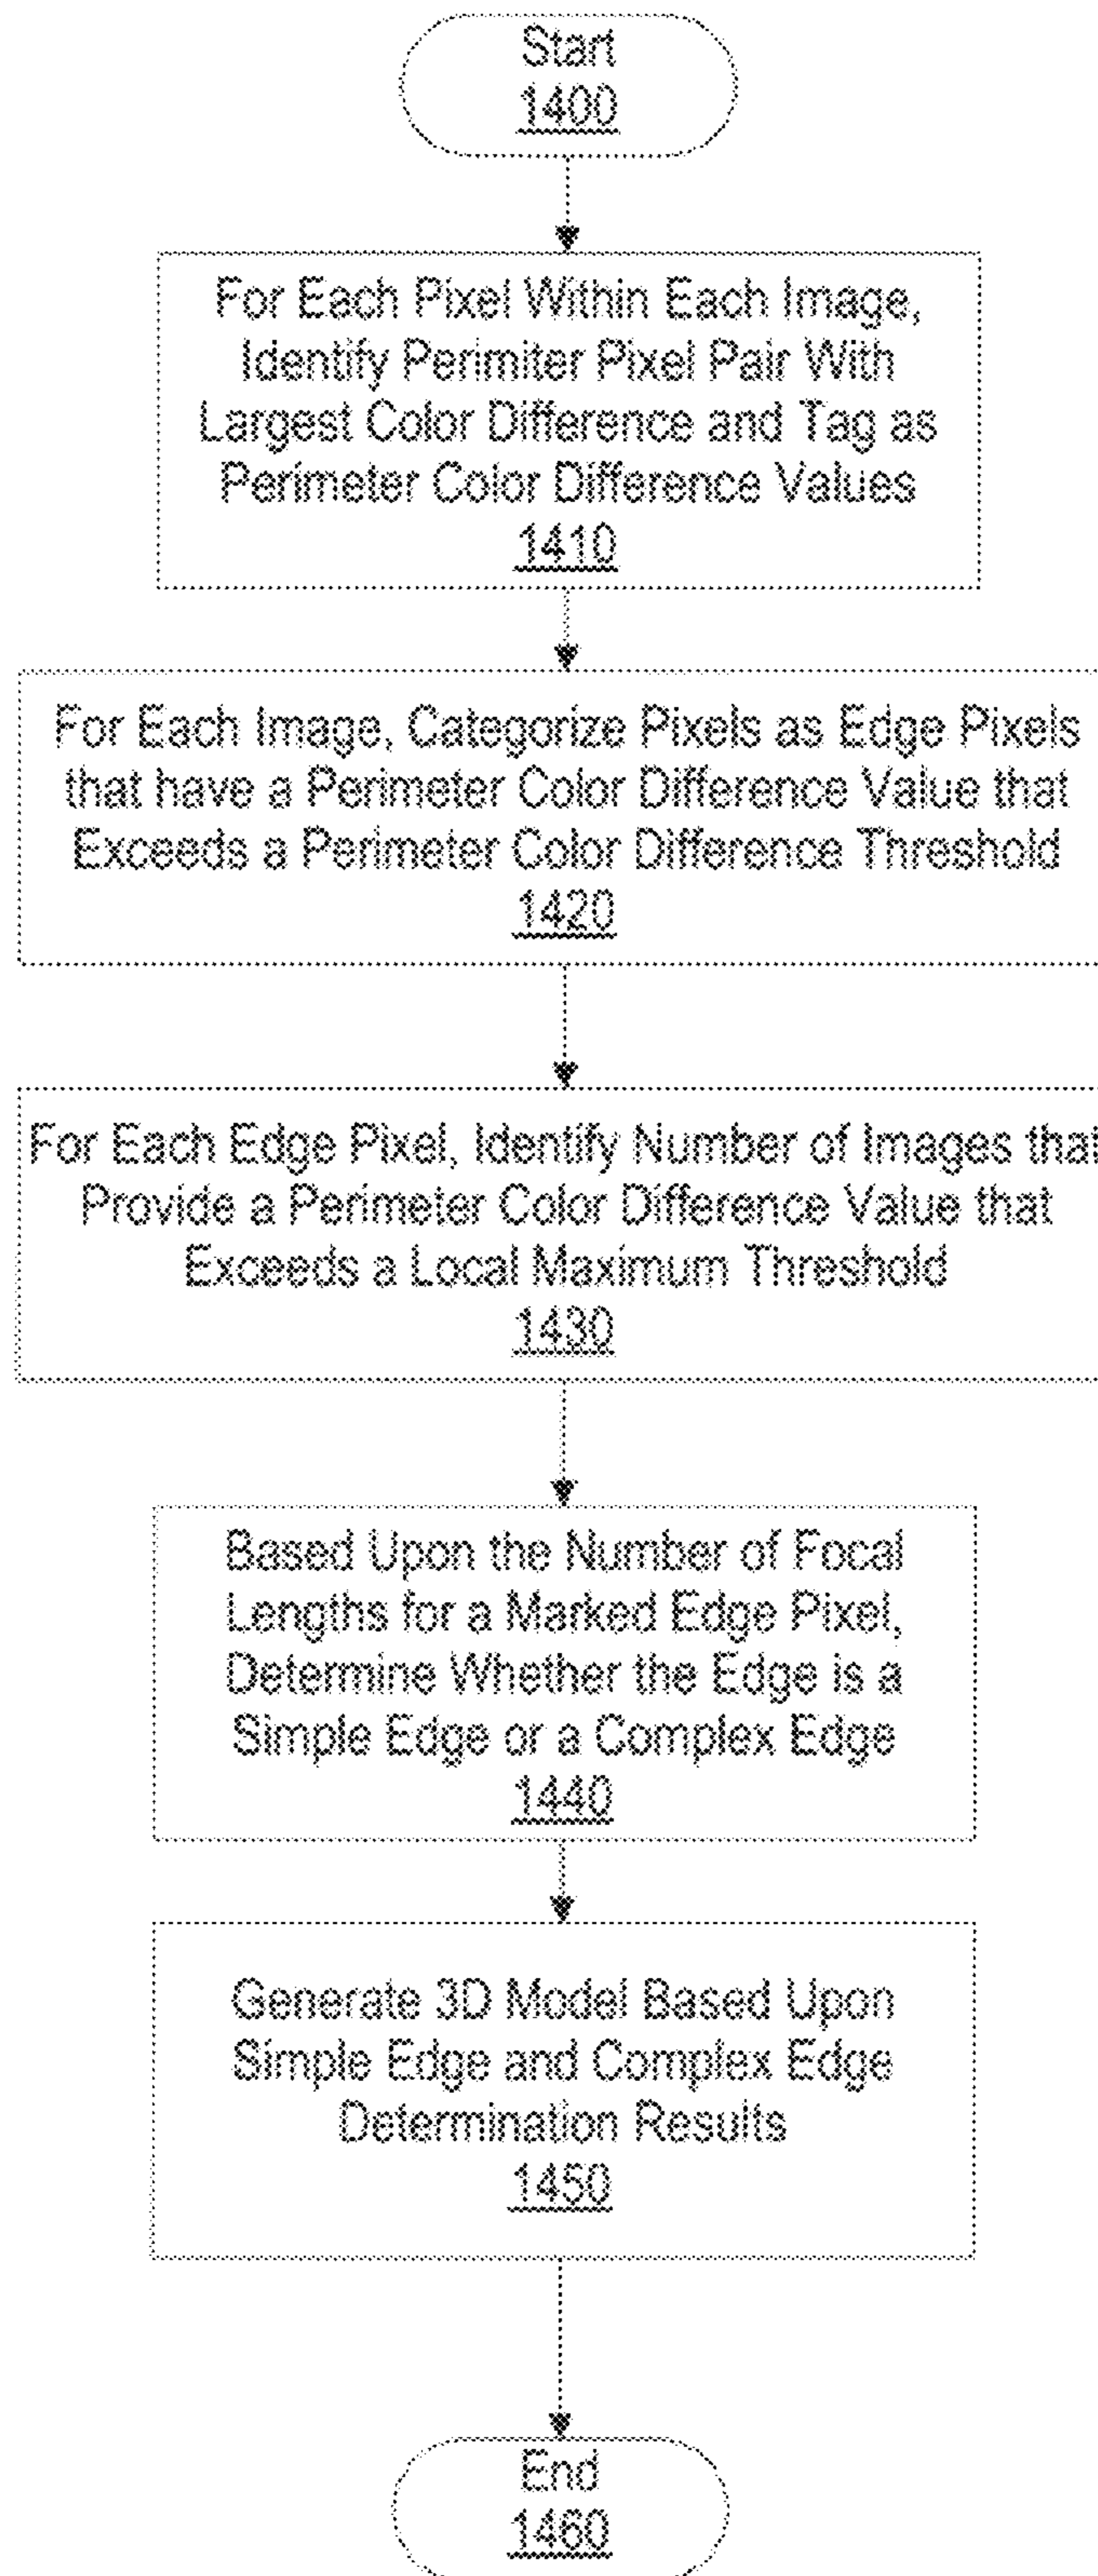 Start
1400
For Each Pixel Within Each Image,
Identify Perimiter Pixel Pair With
Largest Color Difference and Tag as
Perimeter Color Difference Values
1410
For Each Image, Categorize Pixels as Edge Pixels
that have a Perimeter Color Difference Value that
Exceeds a Perimeter Color Difference Threshold
1420
For Each Edge Pixel, Identify Number of Images that
Provide a Perimeter Color Difference Value that
Exceeds a Local Maximum Threshold
1430
Based Upon the Number of Focal
Lengths for a Marked Edge Pixel,
Determine Whether the Edge is a
Simple Edge or a Complex Edge
1440
Generate 3D Model Based Upon
Simple Edge and Complex Edge
Determination Results
1450
End
1460